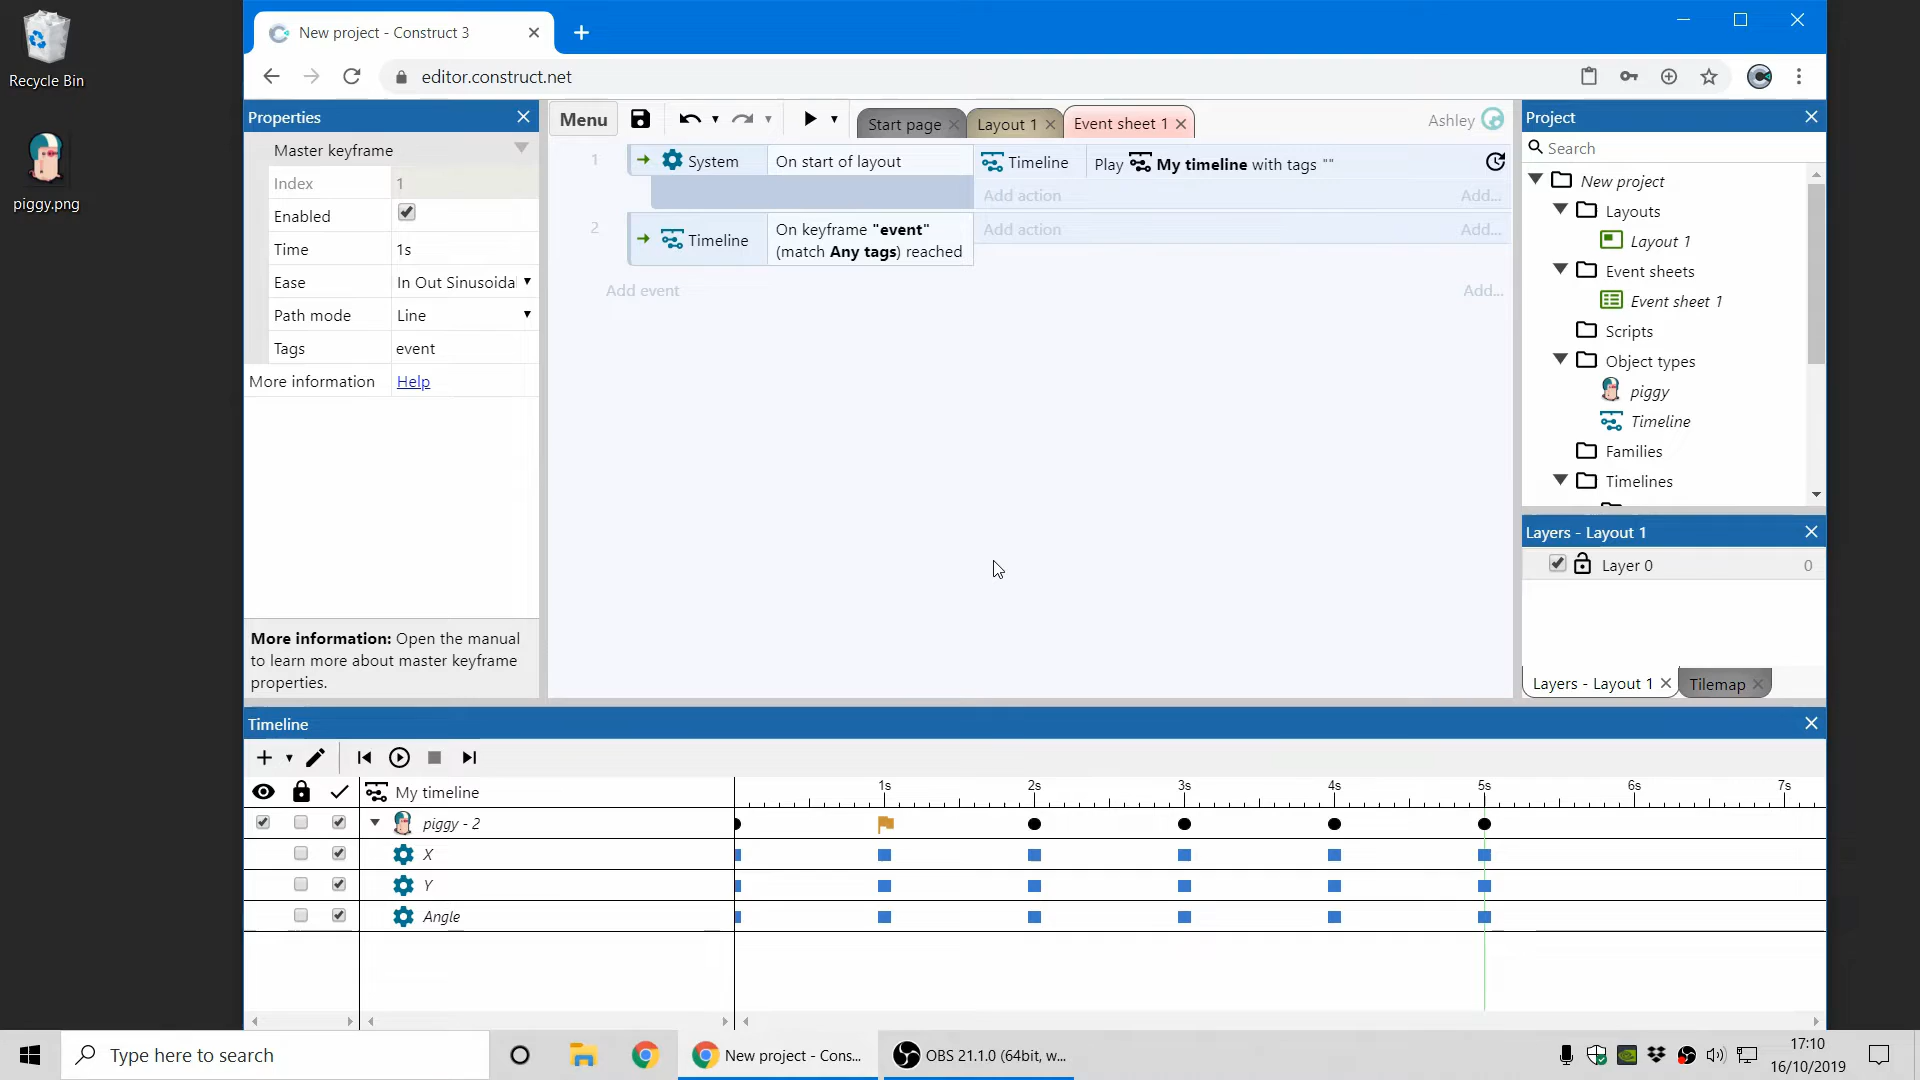 Recycle Bin
piggy.png
New project - Construct 3
editor.construct.net
Properties
Master keyframe
Index 1
Enabled
Time 1s
Ease In Out Sinusoidal
Path mode Line
Tags event
More information Help
More information: Open the manual
to learn more about master keyframe
properties.
Menu
Start page
Layout 1
Event sheet 1
Ashley
1 System On start of layout Timeline Play My timeline with tags ""
Add action Add...
2 Timeline On keyframe "event"
(match Any tags) reached
Add action Add...
Add event Add...
Project
Search
New project
Layouts
Layout 1
Event sheets
Event sheet 1
Scripts
Object types
piggy
Timeline
Families
Timelines
Layers - Layout 1
Layer 0 0
Layers - Layout 1
Tilemap
Timeline
My timeline
1s 2s 3s 4s 5s 6s 7s
piggy - 2
X
Y
Angle
Type here to search
New project - Cons...
OBS 21.1.0 (64bit, w...
17:10
16/10/2019